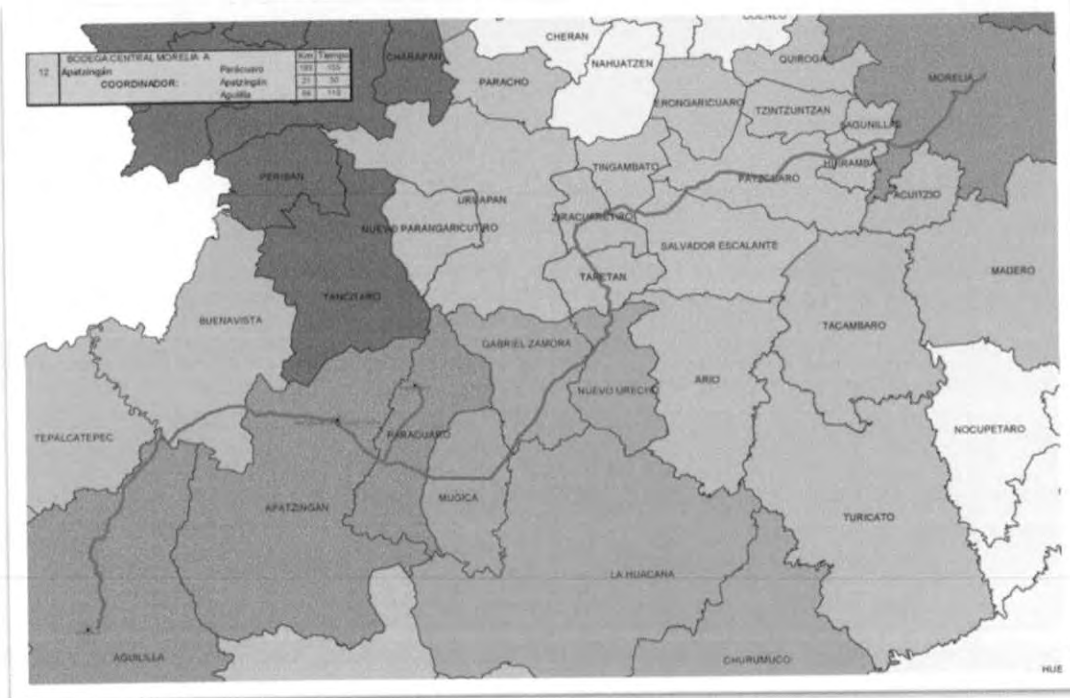 BODEGA CENTRAL MORELIA A
Km Tiempo
12 Apatzingán Parácuaro
COORDINADOR: Apatzingán
Aguililla
CHERAN
QUIROGA
CHARAPAN
NAHUATZEN
PARACHO
MORELIA
ERONGARICUARO
TZINTZUNTZAN
LAGUNILLAS
HUIRAMBA
TINGAMBATO
PATZCUARO
PERIBAN
ACUITZIO
URUAPAN
ZIRACUARETIRO
NUEVO PARANGARICUTIRO
SALVADOR ESCALANTE
MADERO
TARETAN
TANCITARO
BUENAVISTA
TACAMBARO
GABRIEL ZAMORA
ARIO
NUEVO URECHO
NOCUPETARO
PARACUARO
TEPALCATEPEC
MUGICA
APATZINGAN
TURICATO
LA HUACANA
AGUILILLA
CHURUMUCO
HUE